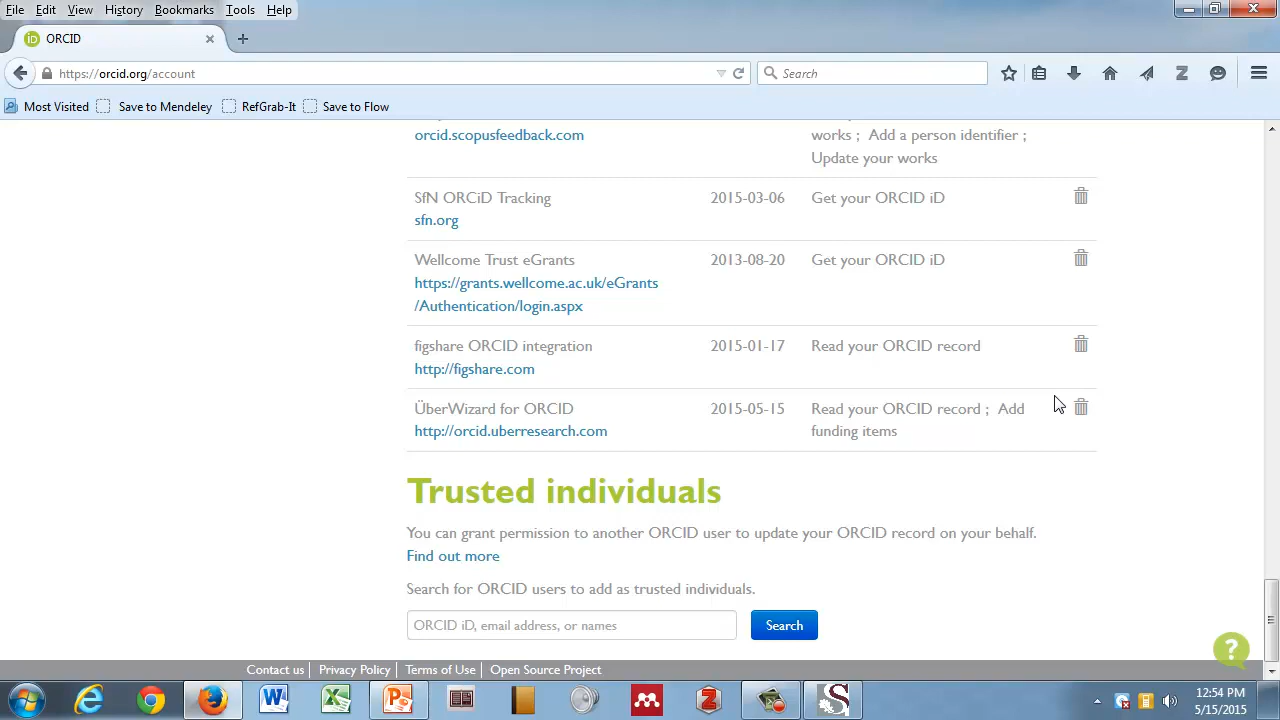 File Edit View History Bookmarks Tools Help
iD ORCID
https://orcid.org/account
Search
Most Visited Save to Mendeley RefGrab-It Save to Flow
orcid.scopusfeedback.com
works ; Add a person identifier ;
Update your works
SfN ORCiD Tracking 2015-03-06 Get your ORCID iD
sfn.org
Wellcome Trust eGrants 2013-08-20 Get your ORCID iD
https://grants.wellcome.ac.uk/eGrants
/Authentication/login.aspx
figshare ORCID integration 2015-01-17 Read your ORCID record
http://figshare.com
ÜberWizard for ORCID 2015-05-15 Read your ORCID record ; Add
http://orcid.uberresearch.com funding items
Trusted individuals
You can grant permission to another ORCID user to update your ORCID record on your behalf.
Find out more
Search for ORCID users to add as trusted individuals.
ORCID iD, email address, or names Search
?
Contact us | Privacy Policy | Terms of Use | Open Source Project
12:54 PM
5/15/2015